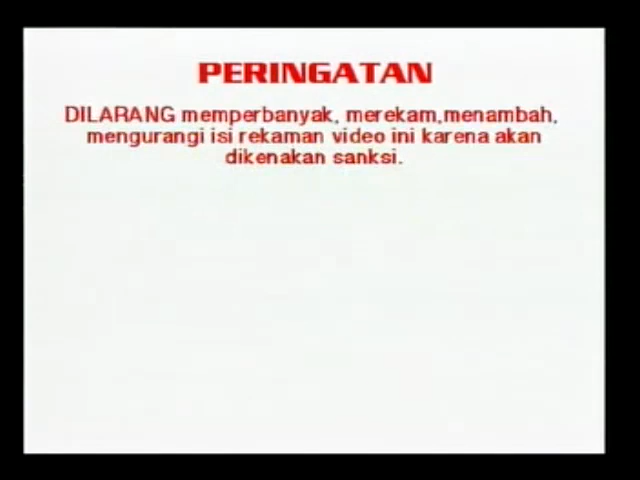 PERINGATAN
DILARANG memperbanyak, merekam,menambah,
mengurangi isi rekaman video ini karena akan
dikenakan sanksi.